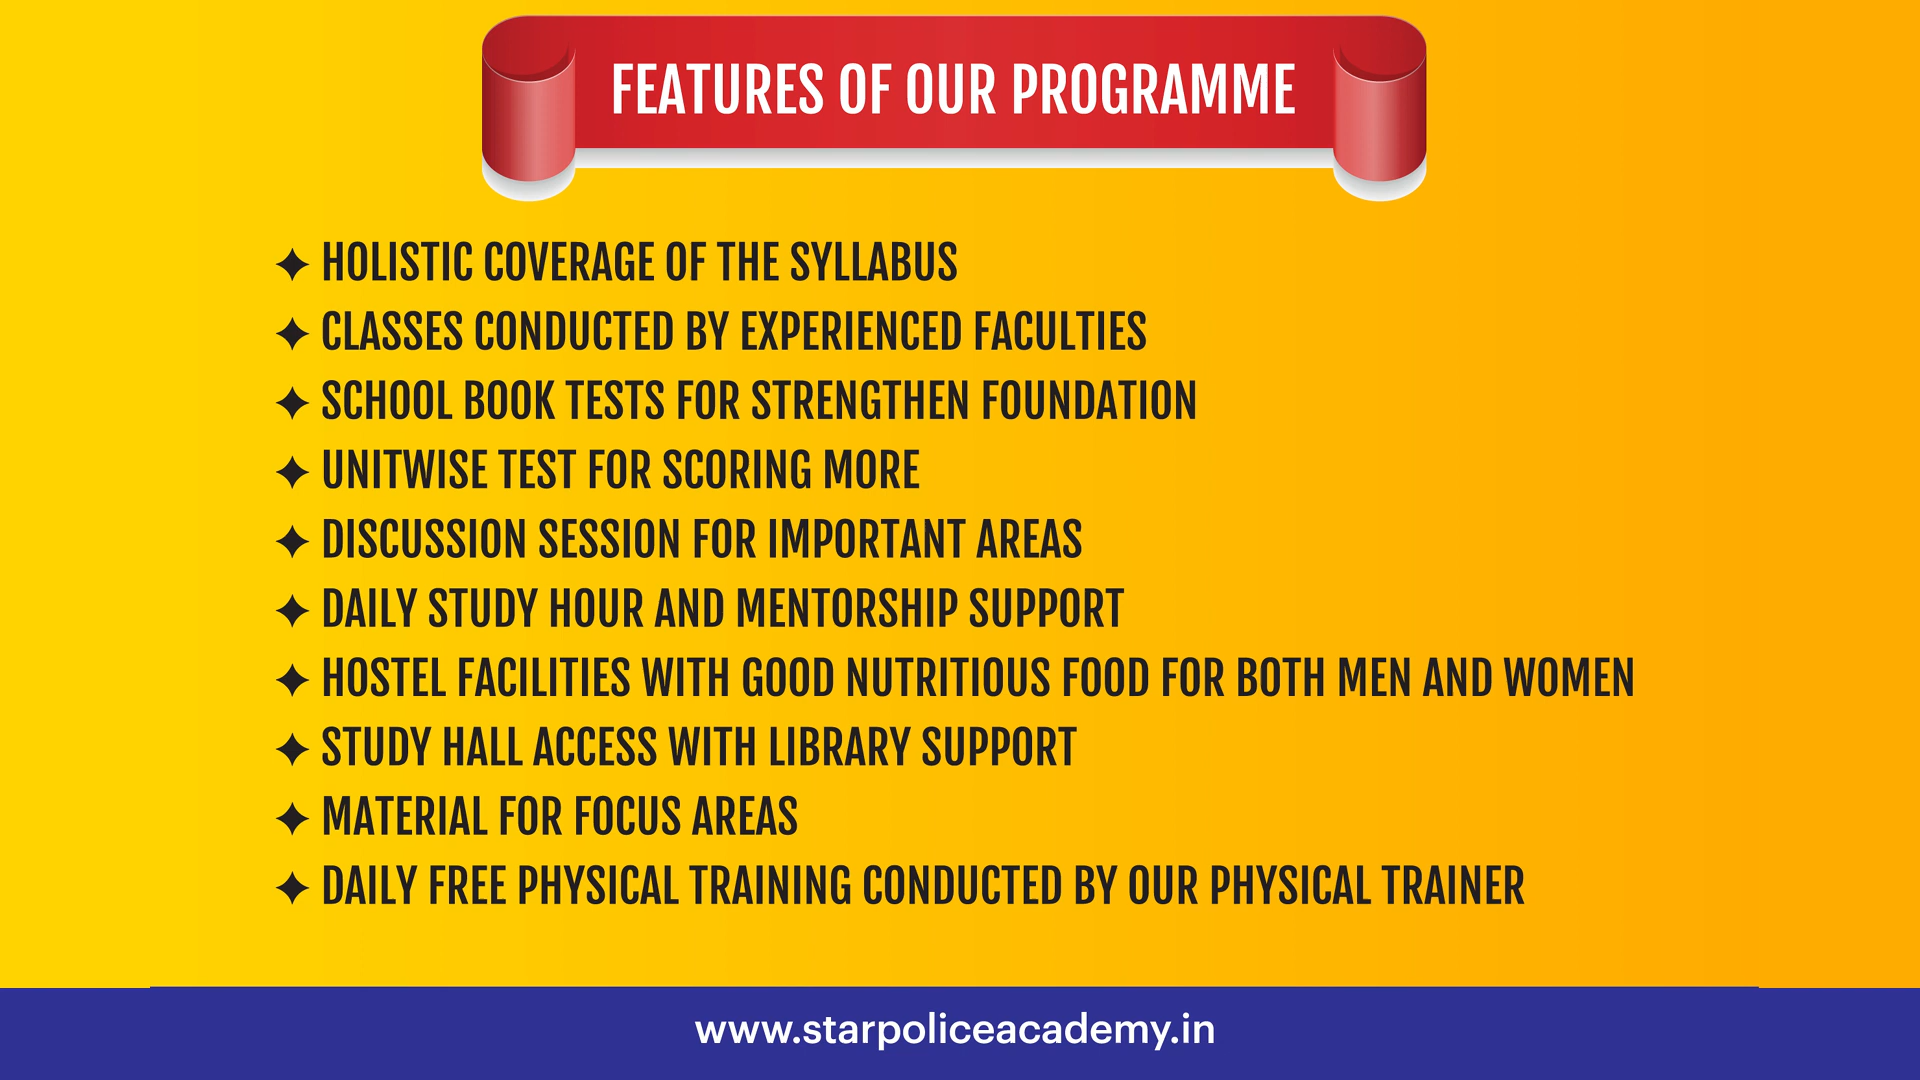 FEATURES OF OUR PROGRAMME
✦ HOLISTIC COVERAGE OF THE SYLLABUS
✦ CLASSES CONDUCTED BY EXPERIENCED FACULTIES
✦ SCHOOL BOOK TESTS FOR STRENGTHEN FOUNDATION
✦ UNITWISE TEST FOR SCORING MORE
✦ DISCUSSION SESSION FOR IMPORTANT AREAS
✦ DAILY STUDY HOUR AND MENTORSHIP SUPPORT
✦ HOSTEL FACILITIES WITH GOOD NUTRITIOUS FOOD FOR BOTH MEN AND WOMEN
✦ STUDY HALL ACCESS WITH LIBRARY SUPPORT
✦ MATERIAL FOR FOCUS AREAS
✦ DAILY FREE PHYSICAL TRAINING CONDUCTED BY OUR PHYSICAL TRAINER
www.starpoliceacademy.in